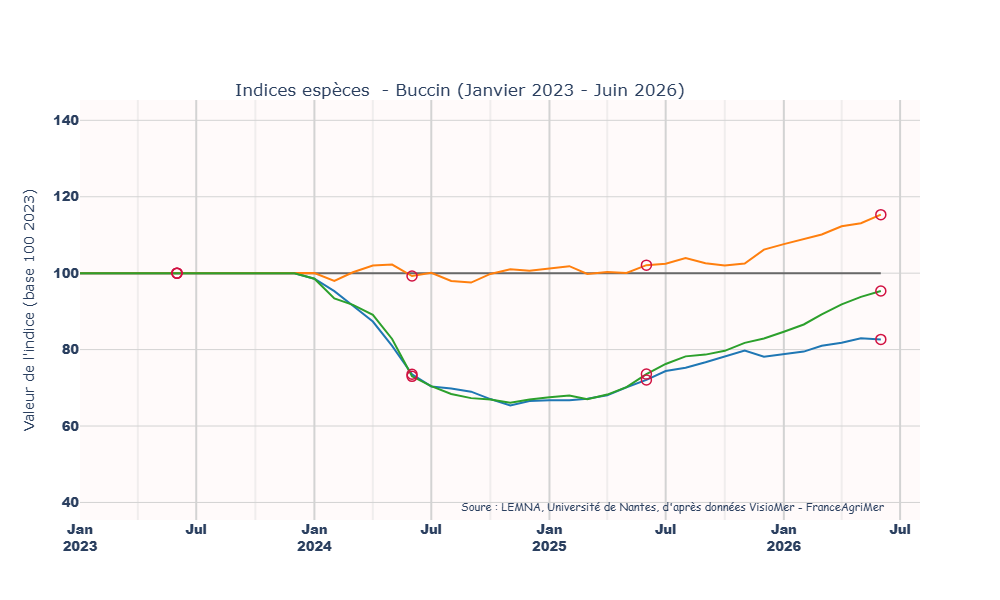 Indices espèces  - Buccin (Janvier 2023 - Juin 2026)
Valeur de l'indice (base 100 2023)
140
120
100
80
60
40
Soure : LEMNA, Université de Nantes, d'après données VisioMer - FranceAgriMer
Jan Jul Jan Jul Jan Jul Jan Jul
2023 2024 2025 2026